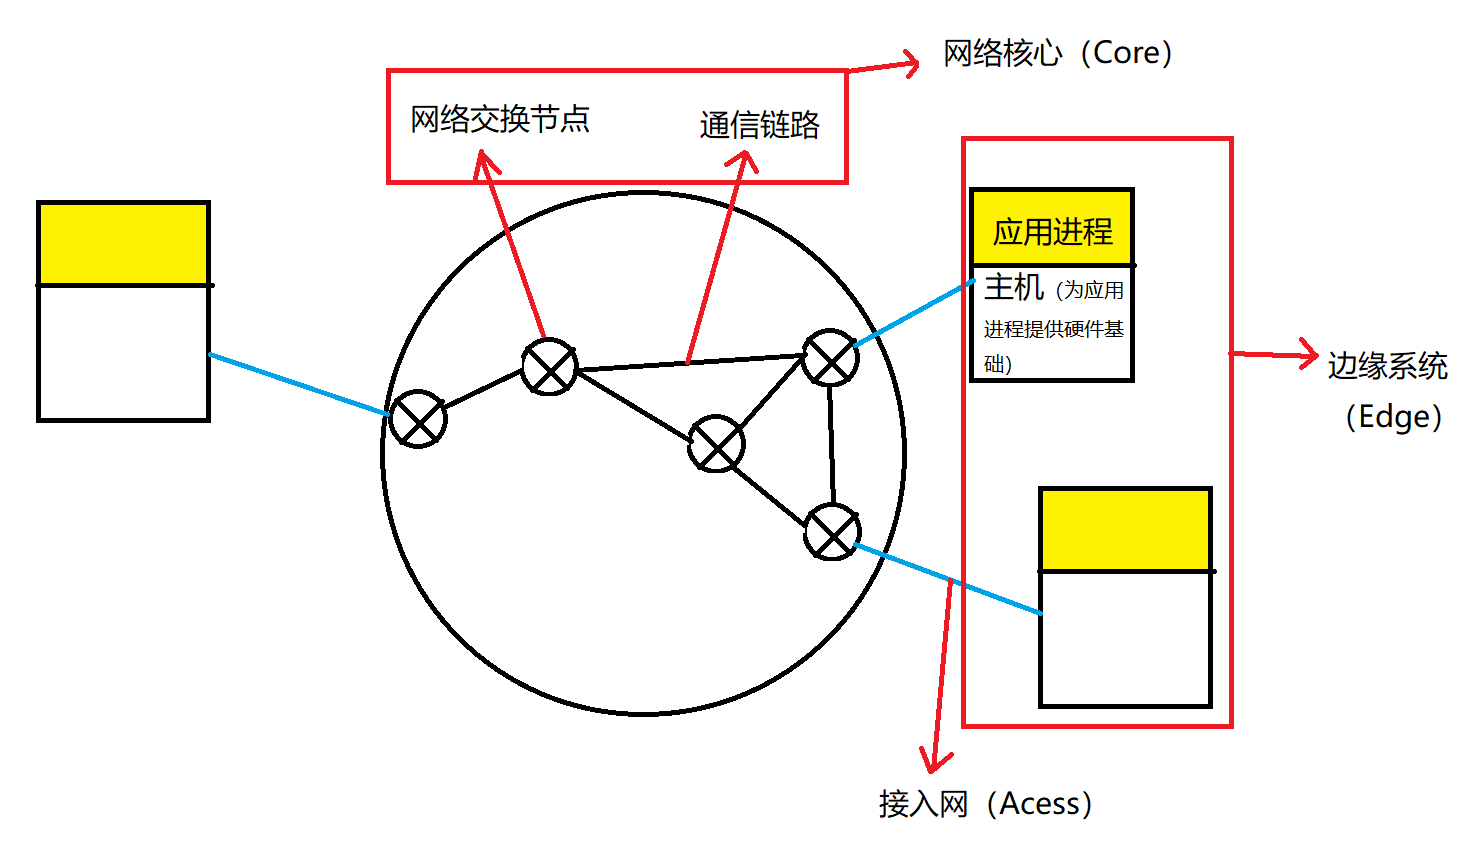 网络核心（Core）
网络交换节点
通信链路
应用进程
主机（为应用
进程提供硬件基
础）
边缘系统
（Edge）
接入网（Acess）